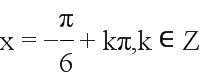 x = -π/6 + kπ,k ∈ Z